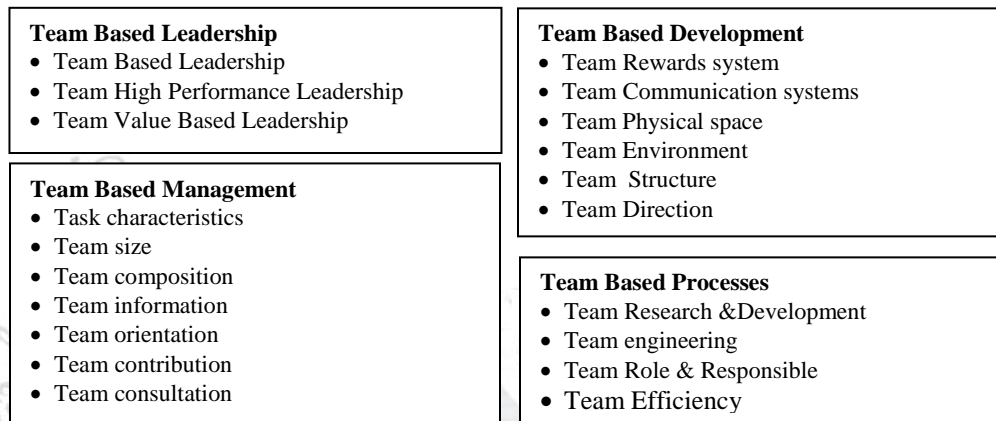 Team Based Leadership
• Team Based Leadership
• Team High Performance Leadership
• Team Value Based Leadership
Team Based Management
• Task characteristics
• Team size
• Team composition
• Team information
• Team orientation
• Team contribution
• Team consultation
Team Based Development
• Team Rewards system
• Team Communication systems
• Team Physical space
• Team Environment
• Team  Structure
• Team Direction
Team Based Processes
• Team Research &Development
• Team engineering
• Team Role & Responsible
• Team Efficiency